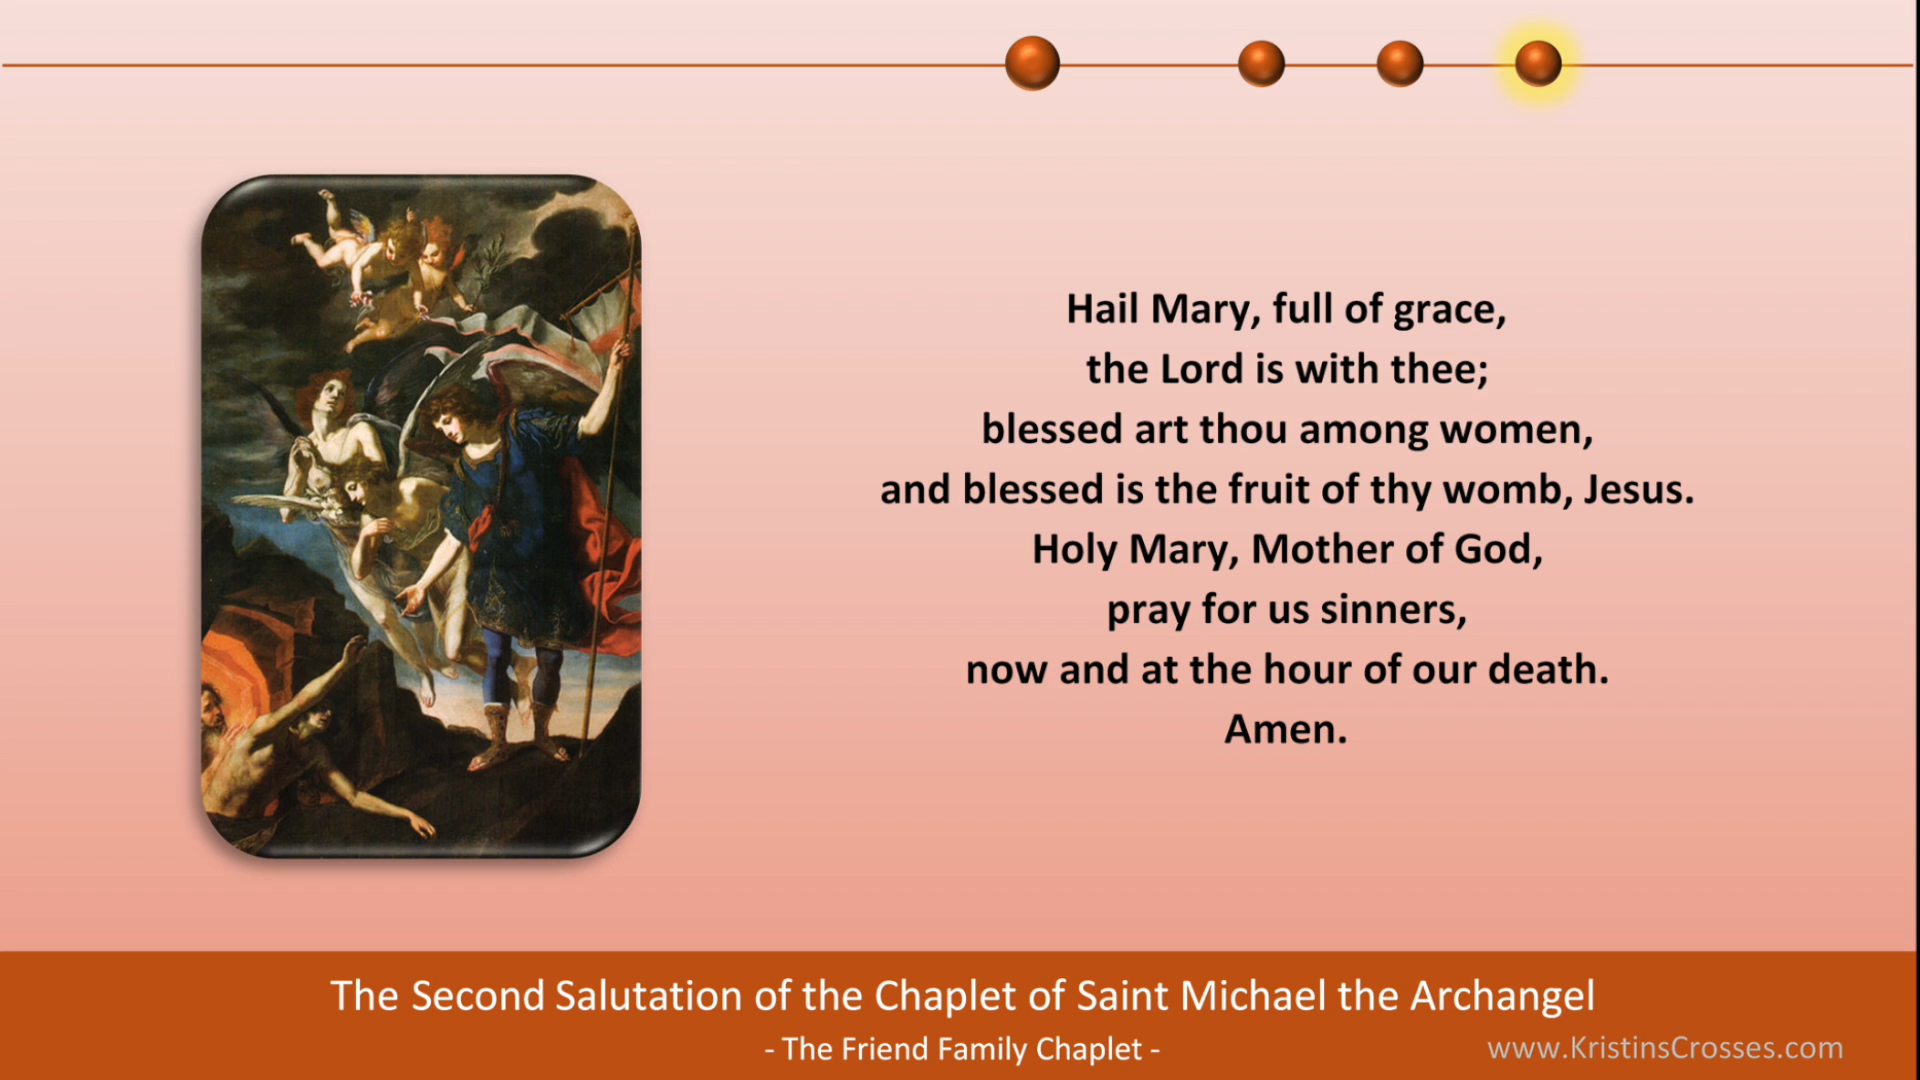 Hail Mary, full of grace,
the Lord is with thee;
blessed art thou among women,
and blessed is the fruit of thy womb, Jesus.
Holy Mary, Mother of God,
pray for us sinners,
now and at the hour of our death.
Amen.
The Second Salutation of the Chaplet of Saint Michael the Archangel
- The Friend Family Chaplet -
www.KristinsCrosses.com